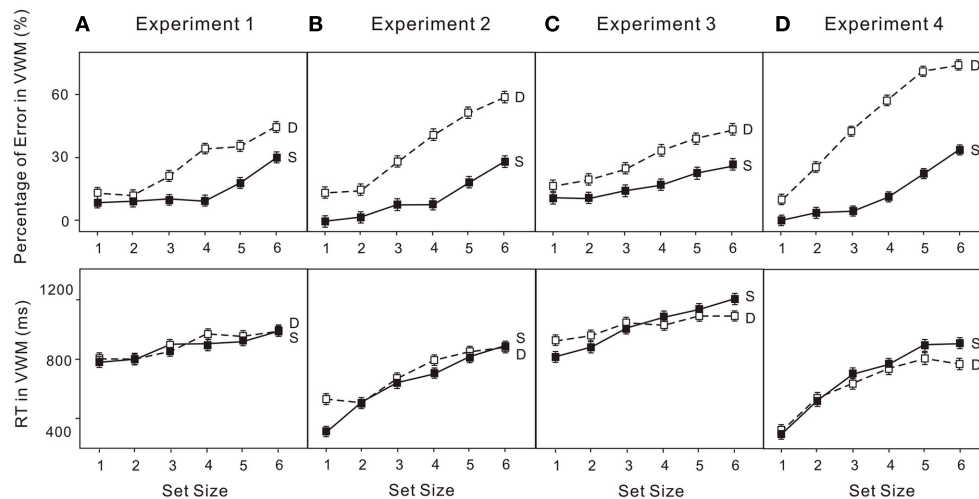 A Experiment 1 B Experiment 2 C Experiment 3 D Experiment 4
Percentage of Error in VWM (%)
60
30
0
D
S
D
S
D
S
D
S
1 2 3 4 5 6 1 2 3 4 5 6 1 2 3 4 5 6 1 2 3 4 5 6
RT in VWM (ms)
1200
800
400
D
S
S
D
S
D
S
D
1 2 3 4 5 6 1 2 3 4 5 6 1 2 3 4 5 6 1 2 3 4 5 6
Set Size Set Size Set Size Set Size